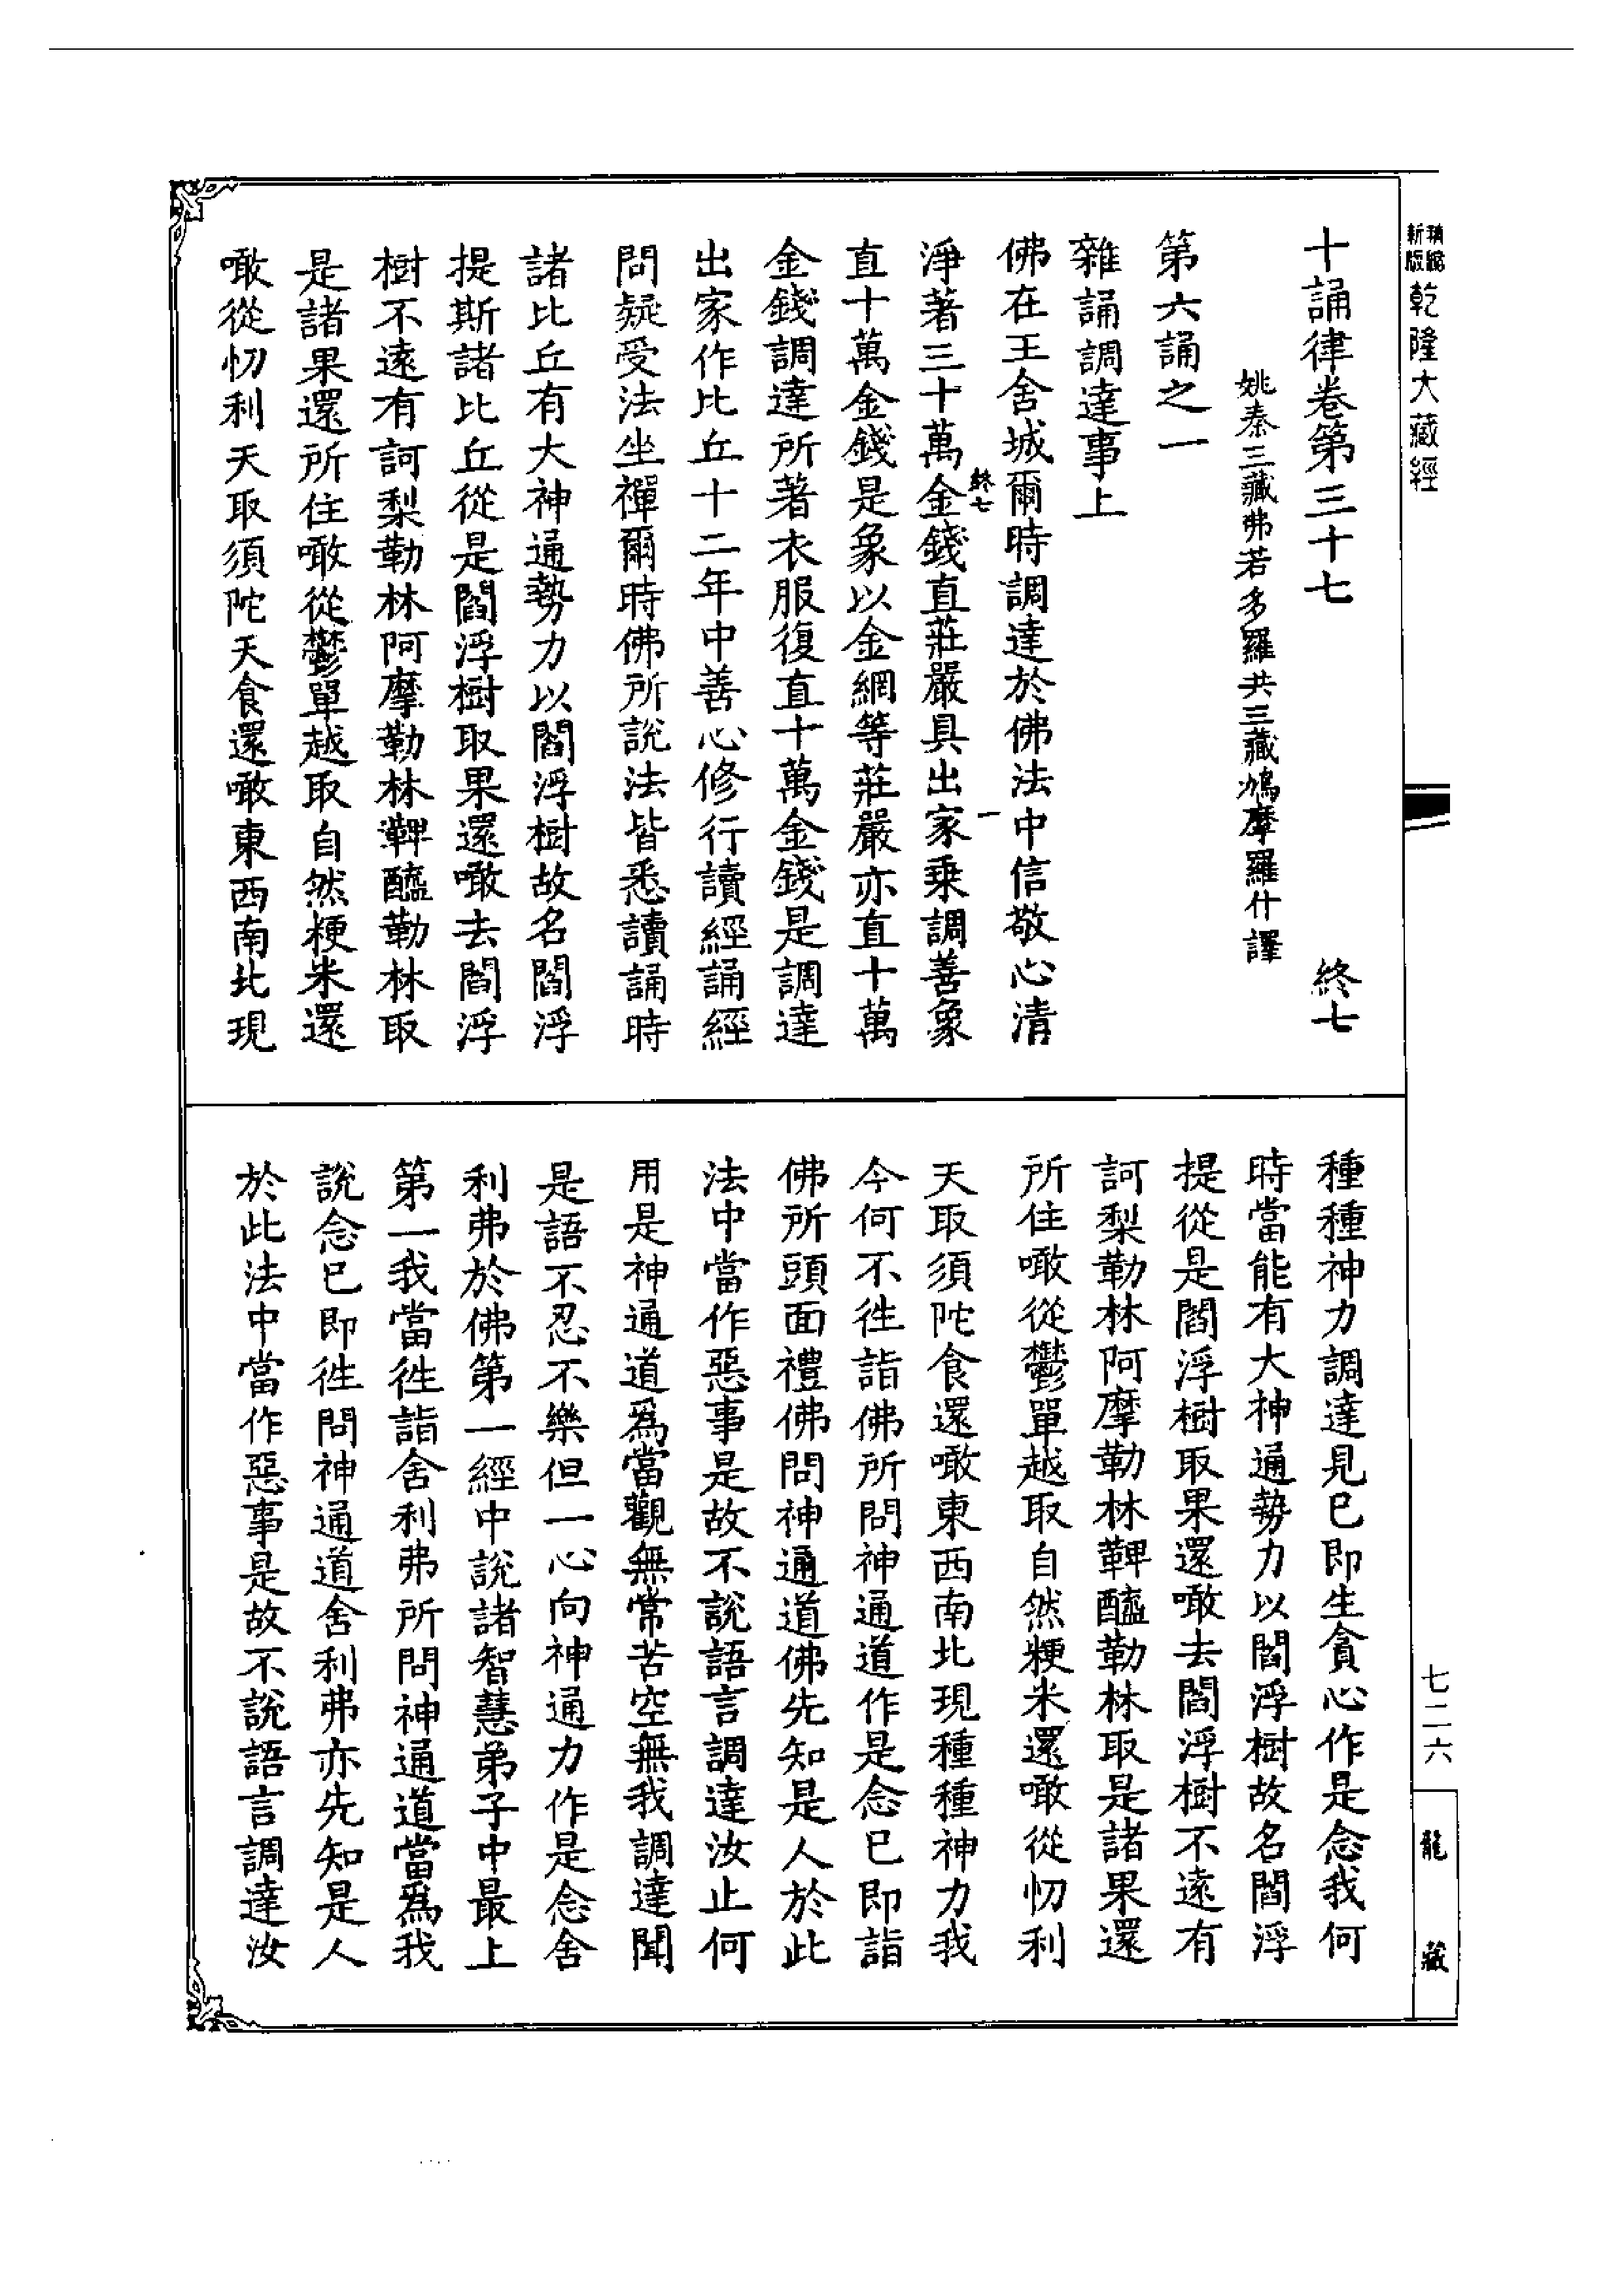 精縮
新版
乾隆大藏經
十誦律卷第三十七 終七
姚秦三藏弗若多羅共三藏鳩摩羅什譯
第六誦之一
雜誦調達事上
佛在王舍城爾時調達於佛法中信敬心清
終七 一
淨著三十萬金錢直莊嚴具出家乗調善象
直十萬金錢是象以金網等莊嚴亦直十萬
金錢調達所著衣服復直十萬金錢是調達
出家作比丘十二年中善心修行讀經誦經
問疑受法坐禪爾時佛所說法皆悉讀誦時
諸比丘有大神通勢力以閻浮樹故名閻浮
提斯諸比丘從是閻浮樹取果還噉去閻浮
樹不遠有訶梨勒林阿摩勒林鞞醯勒林取
是諸果還所住噉從鬱單越取自然粳米還
噉從忉利天取須陀天食還噉東西南北現
種種神力調達見已即生貪心作是念我何
時當能有大神通勢力以閻浮樹故名閻浮
提從是閻浮樹取果還噉去閻浮樹不遠有
訶梨勒林阿摩勒林鞞醯勒林取是諸果還
所住噉從鬱單越取自然粳米還噉從忉利
天取須陀食還噉東西南北現種種神力我
今何不徃詣佛所問神通道作是念已即詣
佛所頭面禮佛問神通道佛先知是人於此
法中當作惡事是故不說語言調達汝止何
用是神通道爲當觀無常苦空無我調達聞
是語不忍不樂但一心向神通力作是念舍
利弗於佛第一經中說諸智慧弟子中最上
第一我當徃詣舍利弗所問神通道當爲我
說念已即徃問神通道舍利弗亦先知是人
於此法中當作惡事是故不說語言調達汝
七二六
龍藏